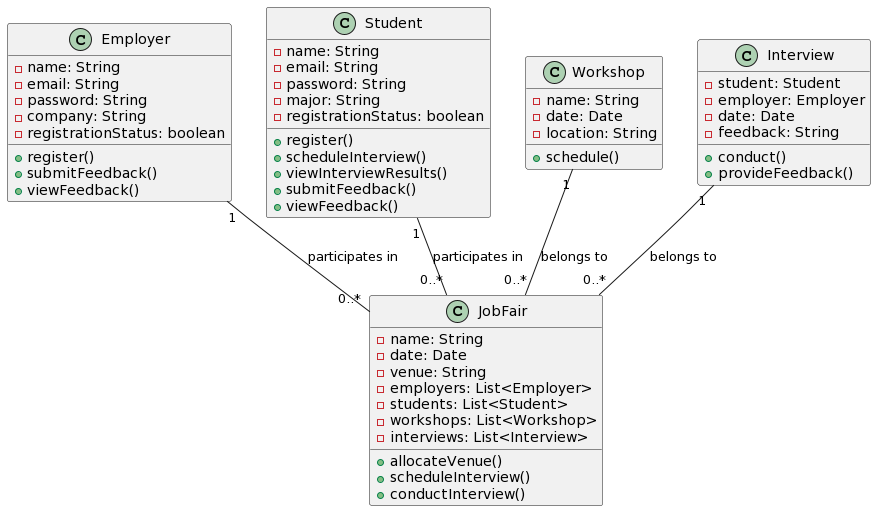 C Employer
name: String
email: String
password: String
company: String
registrationStatus: boolean
register()
submitFeedback()
viewFeedback()
C Student
name: String
email: String
password: String
major: String
registrationStatus: boolean
register()
scheduleInterview()
viewInterviewResults()
submitFeedback()
viewFeedback()
C Workshop
name: String
date: Date
location: String
schedule()
C Interview
student: Student
employer: Employer
date: Date
feedback: String
conduct()
provideFeedback()
1
participates in
0..*
1
participates in
0..*
1
belongs to
0..*
1
belongs to
0..*
C JobFair
name: String
date: Date
venue: String
employers: List<Employer>
students: List<Student>
workshops: List<Workshop>
interviews: List<Interview>
allocateVenue()
scheduleInterview()
conductInterview()